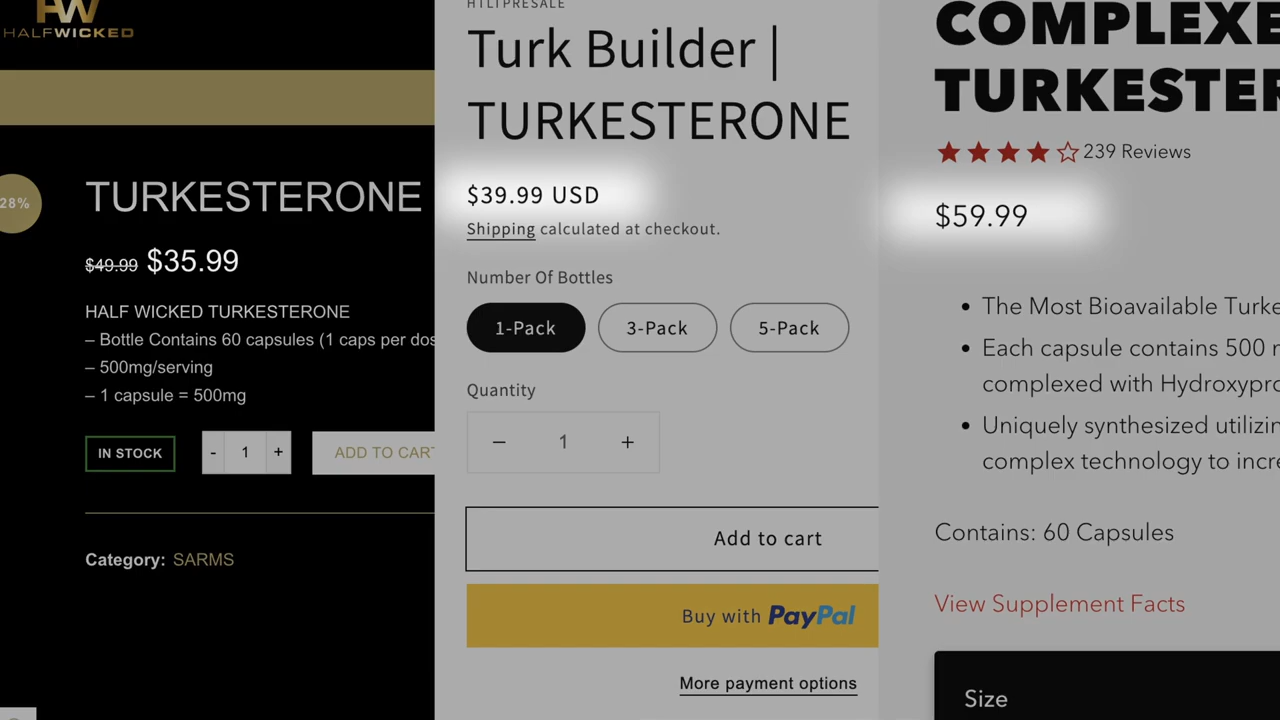 HW
HALFWICKED
28%
TURKESTERONE
$49.99 $35.99
HALF WICKED TURKESTERONE
– Bottle Contains 60 capsules (1 caps per dos
– 500mg/serving
– 1 capsule = 500mg
IN STOCK
- 1 +
ADD TO CART
Category: SARMS
HTLTPRESALE
Turk Builder |
TURKESTERONE
$39.99 USD
Shipping calculated at checkout.
Number Of Bottles
1-Pack 3-Pack 5-Pack
Quantity
− 1 +
Add to cart
Buy with PayPal
More payment options
COMPLEXE
TURKESTER
239 Reviews
$59.99
• The Most Bioavailable Turke
• Each capsule contains 500 m
complexed with Hydroxypro
• Uniquely synthesized utilizin
complex technology to incre
Contains: 60 Capsules
View Supplement Facts
Size